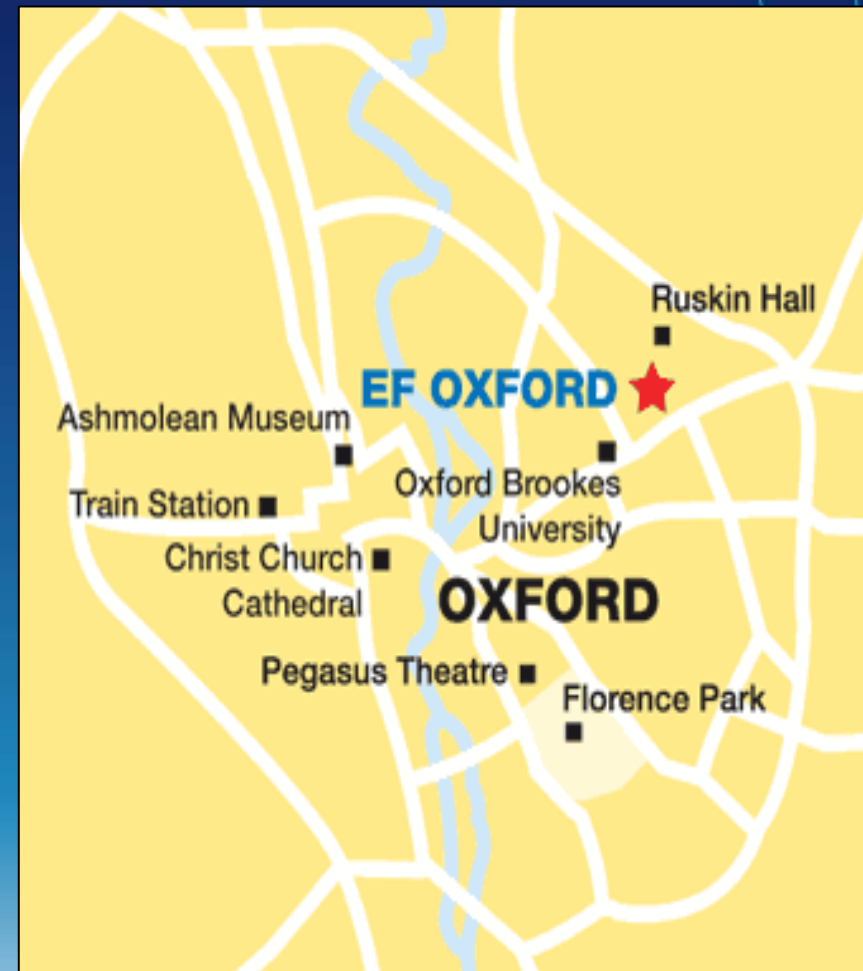 Ruskin Hall
EF OXFORD
Ashmolean Museum
Oxford Brookes
University
Train Station
Christ Church
Cathedral
OXFORD
Pegasus Theatre
Florence Park